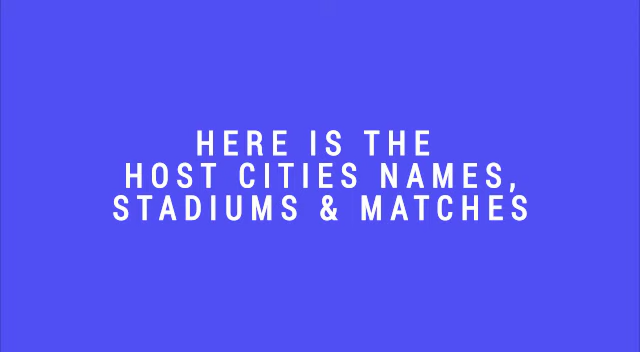 HERE IS THE
HOST CITIES NAMES,
STADIUMS & MATCHES